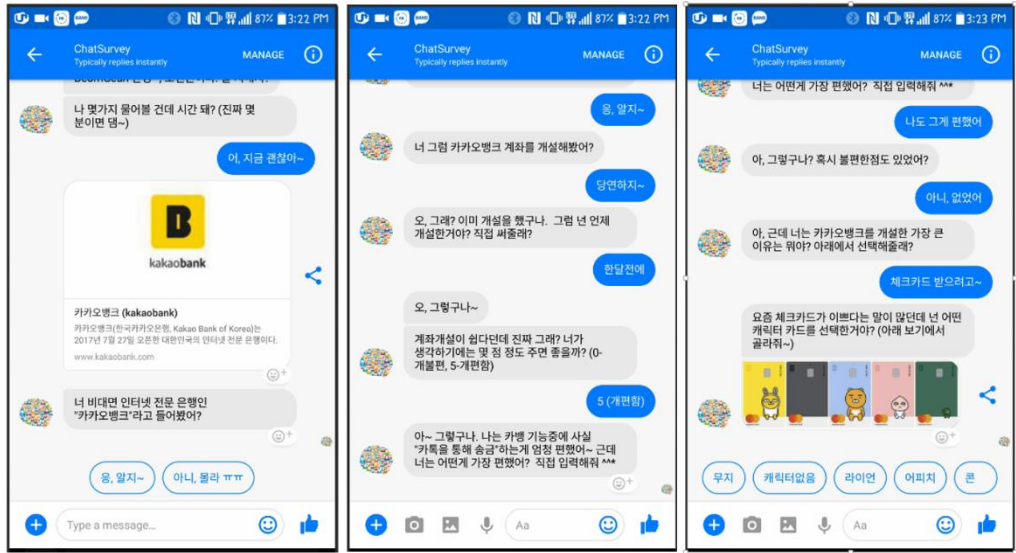 87% 3:22 PM
ChatSurvey
Typically replies instantly
MANAGE
나 몇가지 물어볼 건데 시간 돼? (진짜 몇
분이면 댐~)
어, 지금 괜찮아~
kakaobank
카카오뱅크 (kakaobank)
카카오뱅크(한국카카오은행, Kakao Bank of Korea)는
2017년 7월 27일 오픈한 대한민국의 인터넷 전문 은행이다.
www.kakaobank.com
너 비대면 인터넷 전문 은행인
"카카오뱅크"라고 들어봤어?
응, 알지~
아니, 몰라 ㅠㅠ
Type a message...
87% 3:22 PM
ChatSurvey
Typically replies instantly
MANAGE
응, 알지~
너 그럼 카카오뱅크 계좌를 개설해봤어?
당연하지~
오, 그래? 이미 개설을 했구나. 그럼 넌 언제
개설한거야? 직접 써줄래?
한달전에
오, 그렇구나~
계좌개설이 쉽다던데 진짜 그래? 너가
생각하기에는 몇 점 정도 주면 좋을까? (0-
개불편, 5-개편함)
5 (개편함)
아~ 그렇구나. 나는 카뱅 기능중에 사실
"카톡을 통해 송금"하는게 엄청 편했어~ 근데
너는 어떤게 가장 편했어? 직접 입력해줘 ^^*
Aa
87% 3:23 PM
ChatSurvey
Typically replies instantly
MANAGE
너는 어떤게 가장 편했어? 직접 입력해줘 ^^*
나도 그게 편했어
아, 그렇구나? 혹시 불편한점도 있었어?
아니, 없었어
아, 근데 너는 카카오뱅크를 개설한 가장 큰
이유는 뭐야? 아래에서 선택해줄래?
체크카드 받으려고~
요즘 체크카드가 이쁘다는 말이 많던데 넌 어떤
캐릭터 카드를 선택한거야? (아래 보기에서
골라줘~)
무지
캐릭터없음
라이언
어피치
콘
Aa